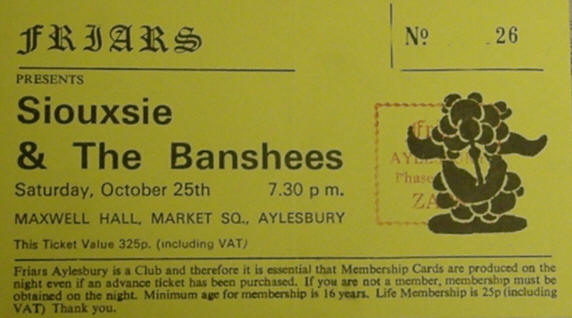 FRIARS
Nº 26
PRESENTS
Siouxsie
& The Banshees
Saturday, October 25th 7.30 p m.
MAXWELL HALL, MARKET SQ., AYLESBURY
This Ticket Value 325p. (including VAT)
Friars Aylesbury is a Club and therefore it is essential that Membership Cards are produced on the
night even if an advance ticket has been purchased. If you are not a member, membership must be
obtained on the night. Minimum age for membership is 16 years. Life Membership is 25p (including
VAT) Thank you.
Phase